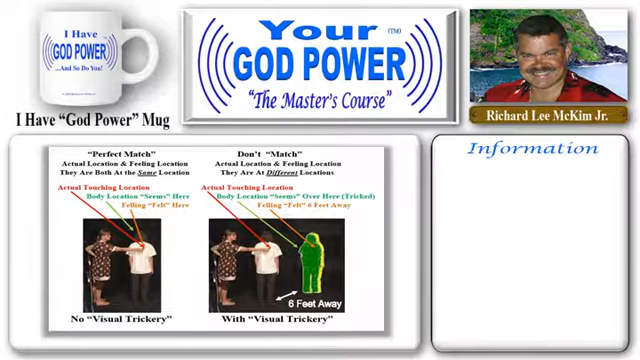 I Have
GOD POWER
...And So Do You!
I Have “God Power” Mug
Your
(TM)
GOD POWER
“The Master's Course”
Richard Lee McKim Jr.
“Perfect Match”
Actual Location & Feeling Location
They Are Both At the Same Location
Actual Touching Location
Body Location “Seems” Here
Felling “Felt” Here
No “Visual Trickery”
Don't “Match”
Actual Location & Feeling Location
They Are At Different Locations
Actual Touching Location
Body Location “Seems” Over Here (Tricked)
Felling “Felt” 6 Feet Away
6 Feet Away
With “Visual Trickery”
Information